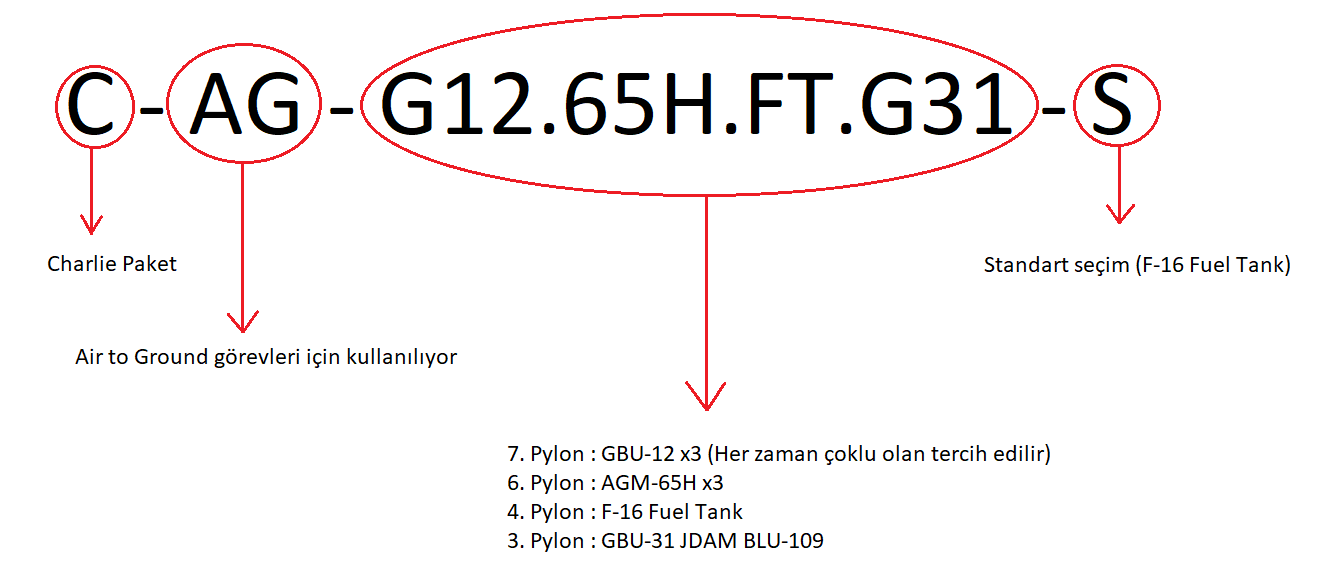 C-AG-G12.65H.FT.G31-S
Charlie Paket
Standart seçim (F-16 Fuel Tank)
Air to Ground görevleri için kullanılıyor
7. Pylon : GBU-12 x3 (Her zaman çoklu olan tercih edilir)
6. Pylon : AGM-65H x3
4. Pylon : F-16 Fuel Tank
3. Pylon : GBU-31 JDAM BLU-109